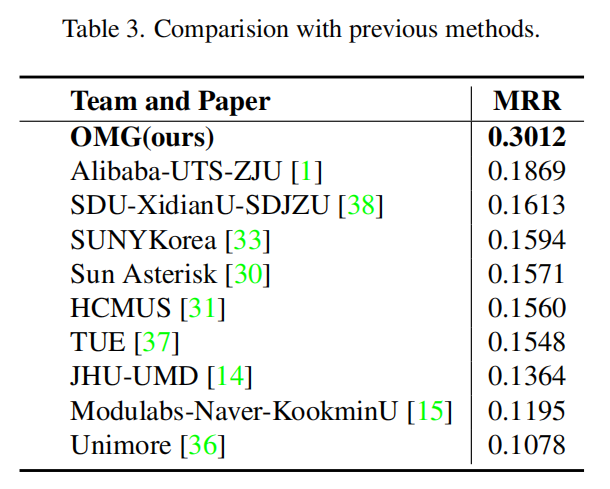 Table 3. Comparision with previous methods.
Team and Paper MRR
OMG(ours) 0.3012
Alibaba-UTS-ZJU [1] 0.1869
SDU-XidianU-SDJZU [38] 0.1613
SUNYKorea [33] 0.1594
Sun Asterisk [30] 0.1571
HCMUS [31] 0.1560
TUE [37] 0.1548
JHU-UMD [14] 0.1364
Modulabs-Naver-KookminU [15] 0.1195
Unimore [36] 0.1078